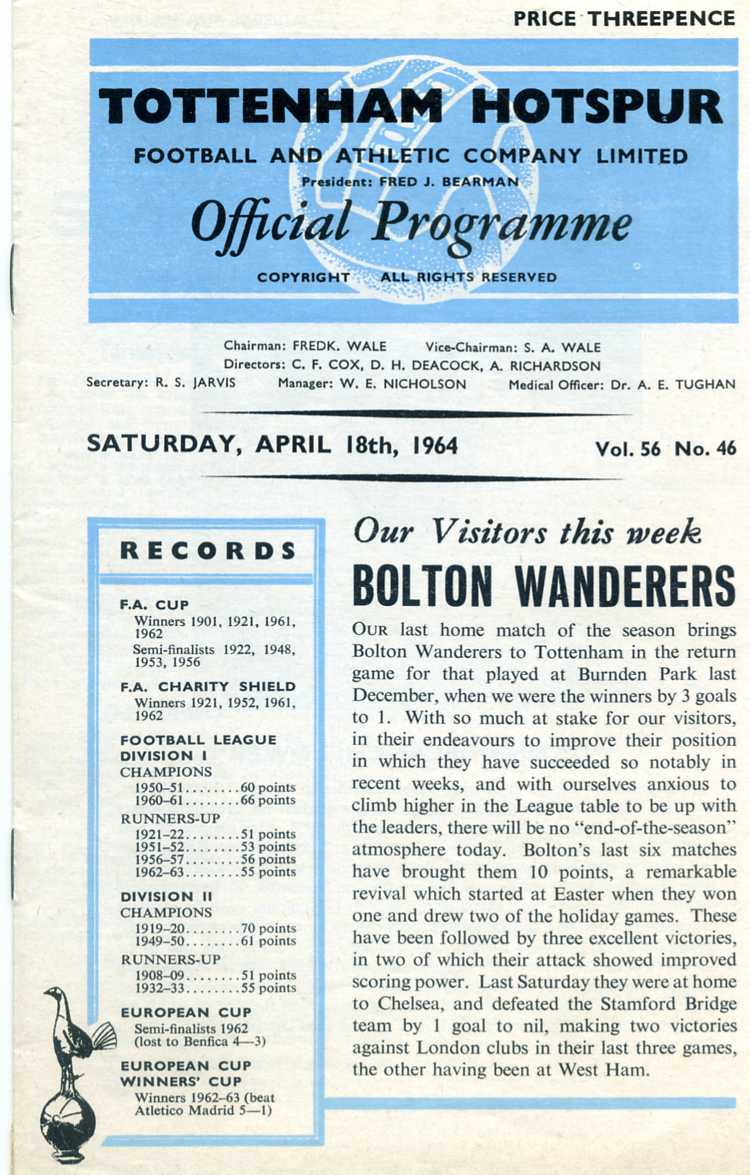 PRICE THREEPENCE
TOTTENHAM HOTSPUR
FOOTBALL AND ATHLETIC COMPANY LIMITED
President: FRED J. BEARMAN
Official Programme
COPYRIGHT ALL RIGHTS RESERVED
Chairman: FREDK. WALE Vice-Chairman: S. A. WALE
Directors: C. F. COX, D. H. DEACOCK, A. RICHARDSON
Secretary: R. S. JARVIS Manager: W. E. NICHOLSON Medical Officer: Dr. A. E. TUGHAN
SATURDAY, APRIL 18th, 1964 Vol. 56 No. 46
RECORDS
F.A. CUP
Winners 1901, 1921, 1961,
1962
Semi-finalists 1922, 1948,
1953, 1956
F.A. CHARITY SHIELD
Winners 1921, 1952, 1961,
1962
FOOTBALL LEAGUE
DIVISION I
CHAMPIONS
1950–51........60 points
1960–61........66 points
RUNNERS-UP
1921–22........51 points
1951–52........53 points
1956–57........56 points
1962–63........55 points
DIVISION II
CHAMPIONS
1919–20........70 points
1949–50........61 points
RUNNERS-UP
1908–09........51 points
1932–33........55 points
EUROPEAN CUP
Semi-finalists 1962
(lost to Benfica 4—3)
EUROPEAN CUP
WINNERS' CUP
Winners 1962–63 (beat
Atletico Madrid 5—1)
Our Visitors this week
BOLTON WANDERERS
OUR last home match of the season brings
Bolton Wanderers to Tottenham in the return
game for that played at Burnden Park last
December, when we were the winners by 3 goals
to 1. With so much at stake for our visitors,
in their endeavours to improve their position
in which they have succeeded so notably in
recent weeks, and with ourselves anxious to
climb higher in the League table to be up with
the leaders, there will be no "end-of-the-season"
atmosphere today. Bolton's last six matches
have brought them 10 points, a remarkable
revival which started at Easter when they won
one and drew two of the holiday games. These
have been followed by three excellent victories,
in two of which their attack showed improved
scoring power. Last Saturday they were at home
to Chelsea, and defeated the Stamford Bridge
team by 1 goal to nil, making two victories
against London clubs in their last three games,
the other having been at West Ham.